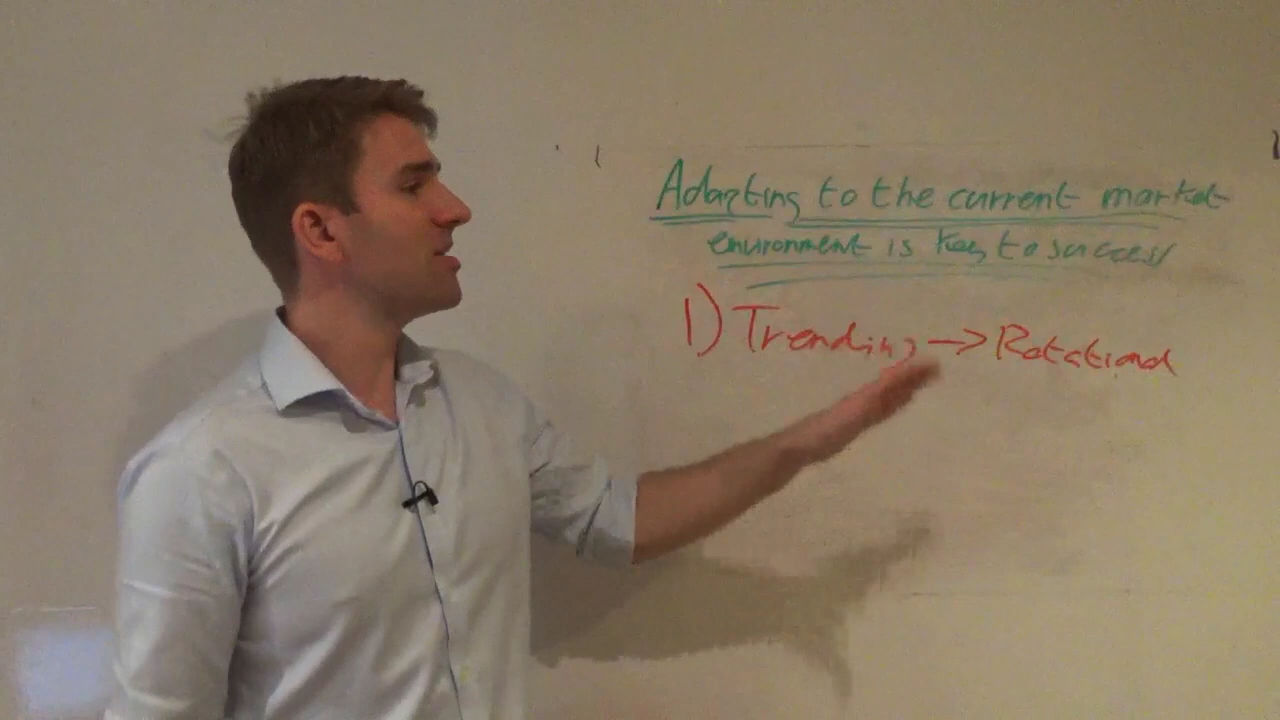 Adapting to the current market
environment is key to success
1) Trending -> Rotational